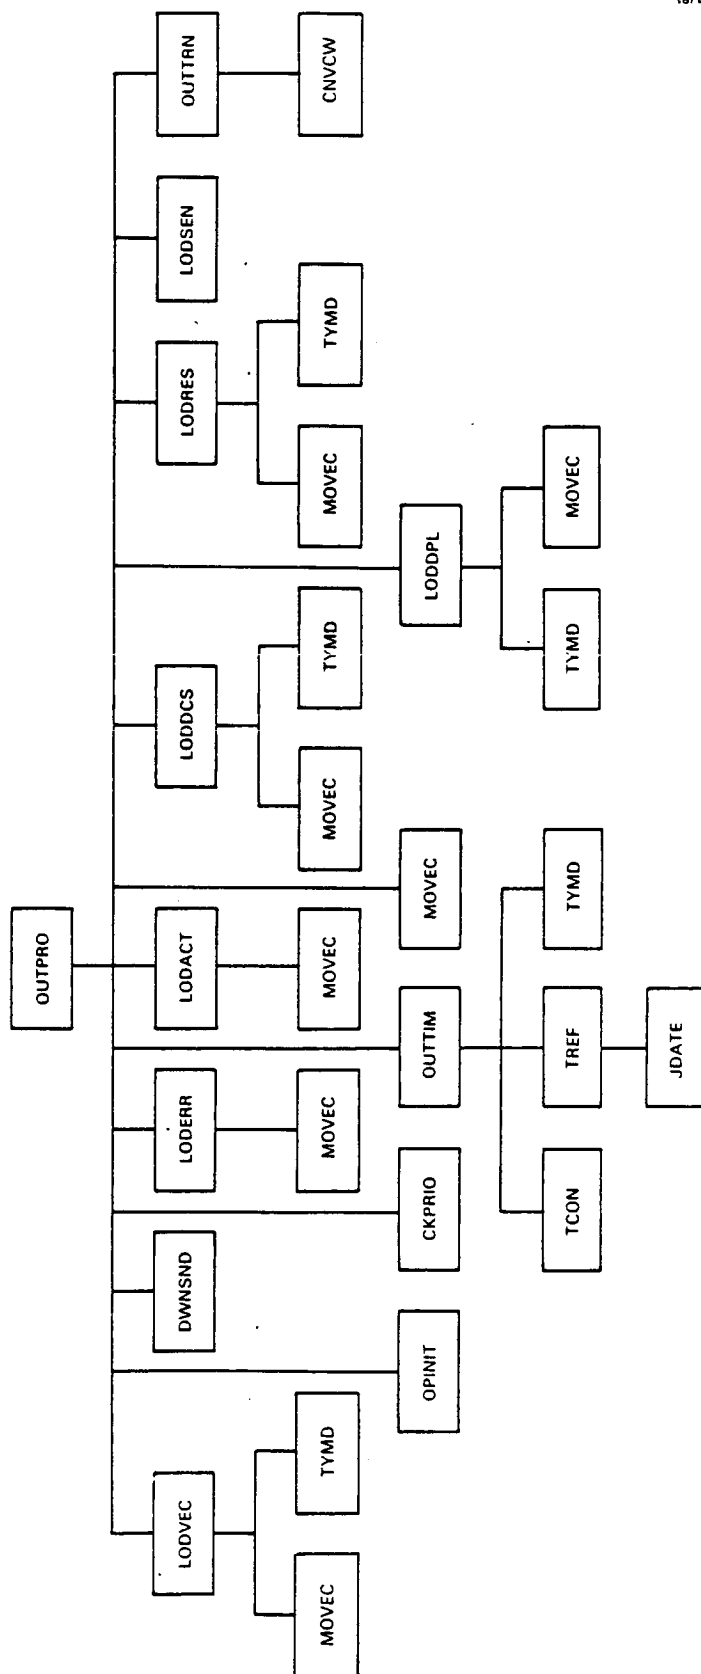 OUTPRO
LODVEC
DWNSND
LODERR
LODACT
LODDCS
LODRES
LODSEN
OUTTRN
MOVEC
TYMD
MOVEC
MOVEC
MOVEC
TYMD
MOVEC
TYMD
CNVCW
OPINIT
CKPRIO
OUTTIM
MOVEC
LODDPL
TCON
TREF
TYMD
TYMD
MOVEC
JDATE